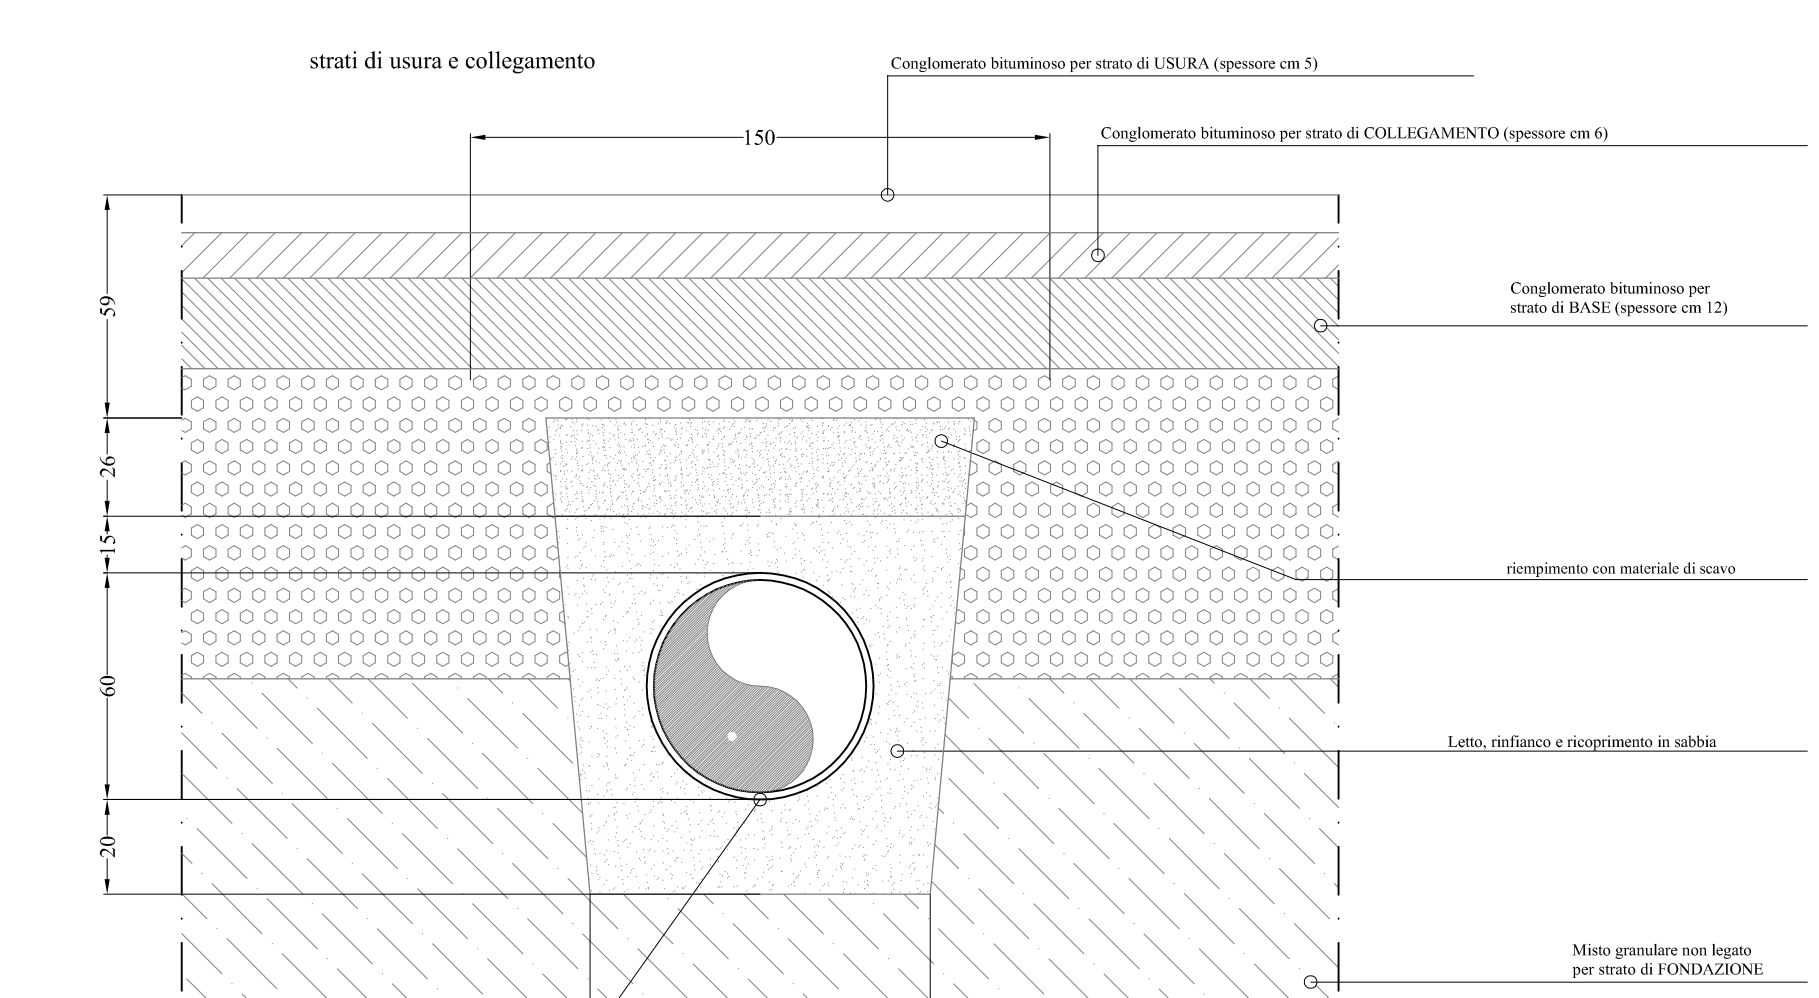 strati di usura e collegamento
Conglomerato bituminoso per strato di USURA (spessore cm 5)
Conglomerato bituminoso per strato di COLLEGAMENTO (spessore cm 6)
150
59
Conglomerato bituminoso per
strato di BASE (spessore cm 12)
26
15
riempimento con materiale di scavo
60
Letto, rinfianco e ricoprimento in sabbia
20
Misto granulare non legato
per strato di FONDAZIONE